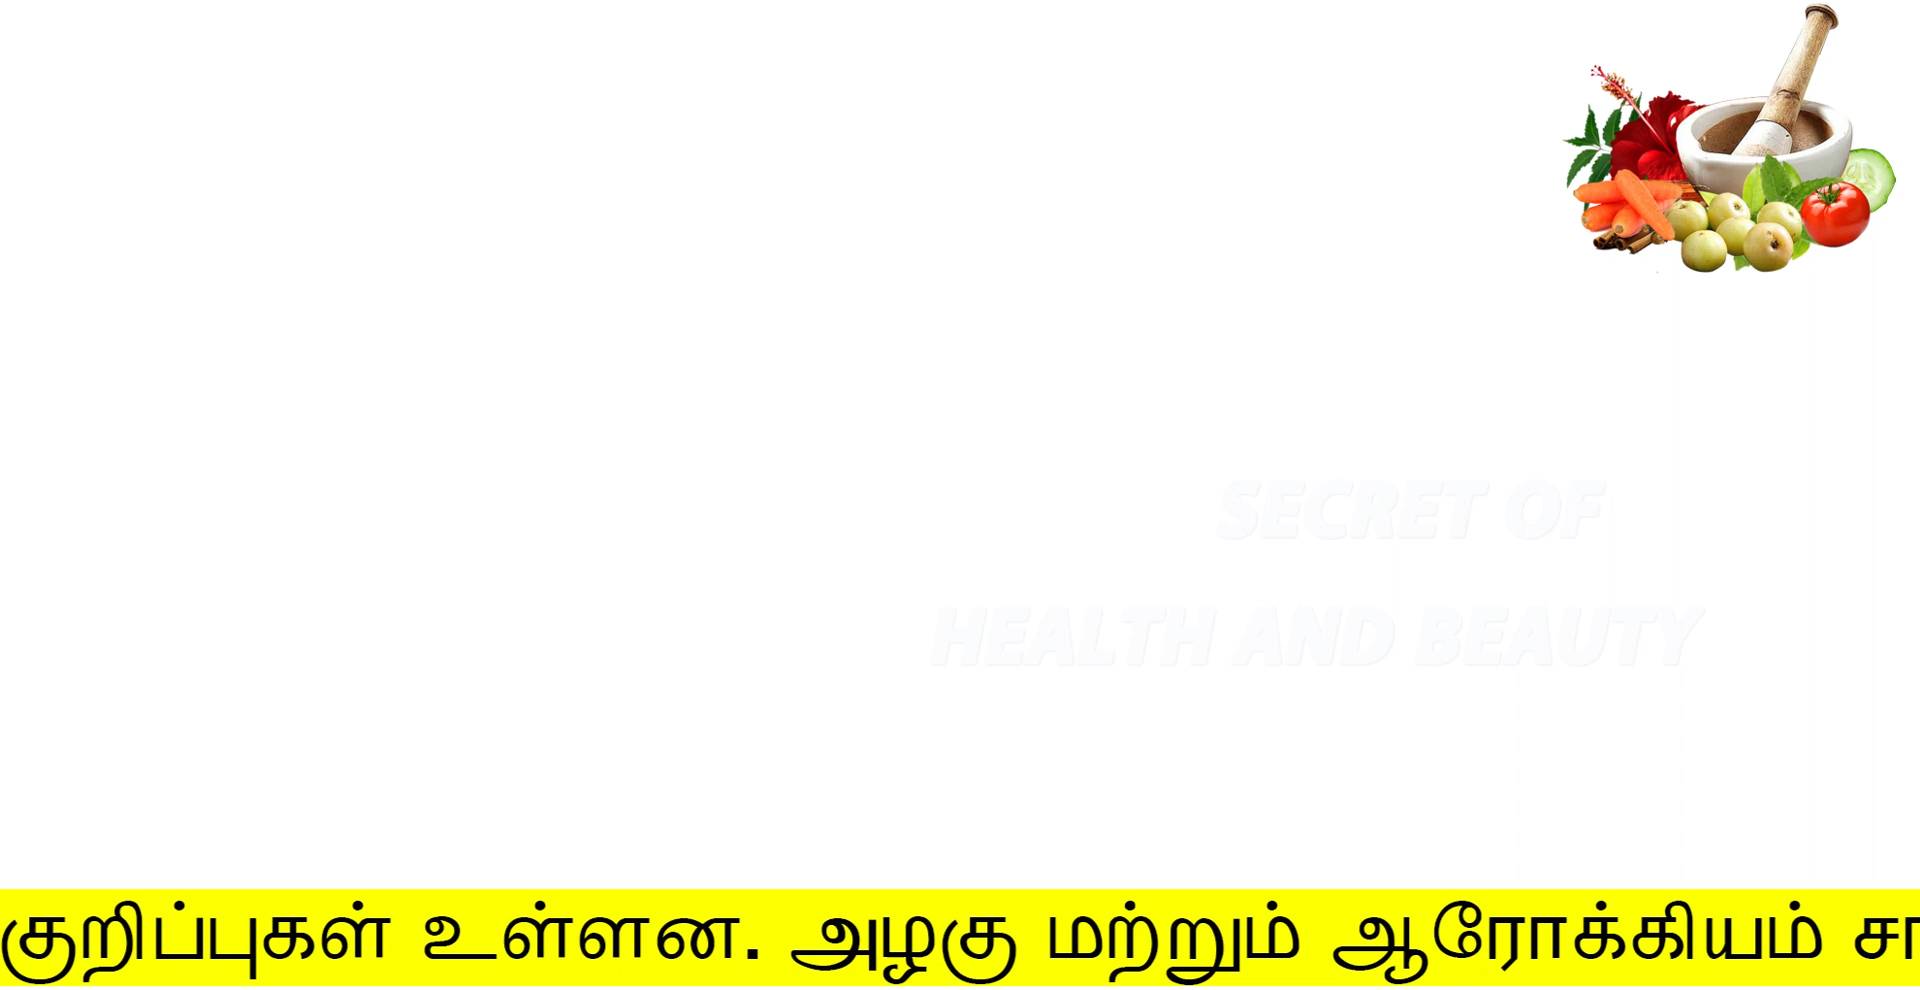 SECRET OF
HEALTH AND BEAUTY
குறிப்புகள் உள்ளன. அழகு மற்றும் ஆரோக்கியம்